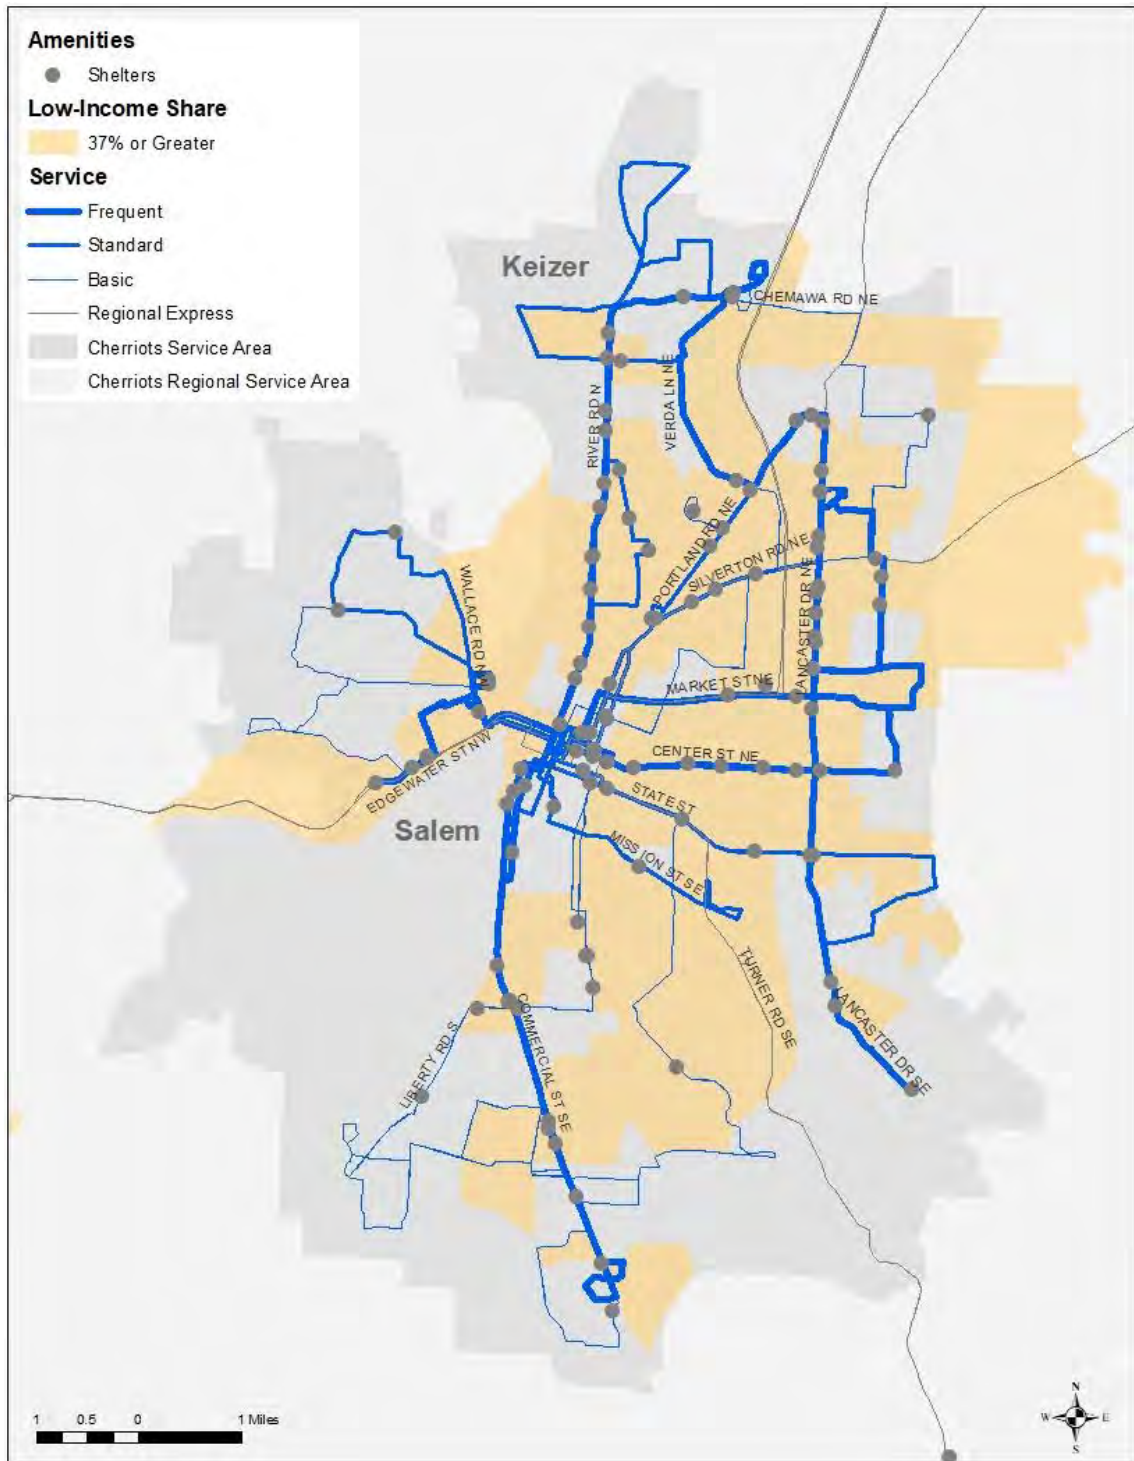 Amenities
Shelters
Low-Income Share
37% or Greater
Service
Frequent
Standard
Basic
Regional Express
Cherriots Service Area
Cherriots Regional Service Area
Keizer
CHEMAWA RD NE
VERDA LN NE
RIVER RD N
PORTLAND RD NE
SILVERTON RD NE
LANCASTER DR NE
WALLACE RD NW
MARKET ST NE
CENTER ST NE
EDGEWATER ST NW
STATE ST
Salem
MISSION ST SE
TURNER RD SE
LANCASTER DR SE
COMMERCIAL ST SE
LIBERTY RD S
1 0.5 0 1 Miles
N
W E
S